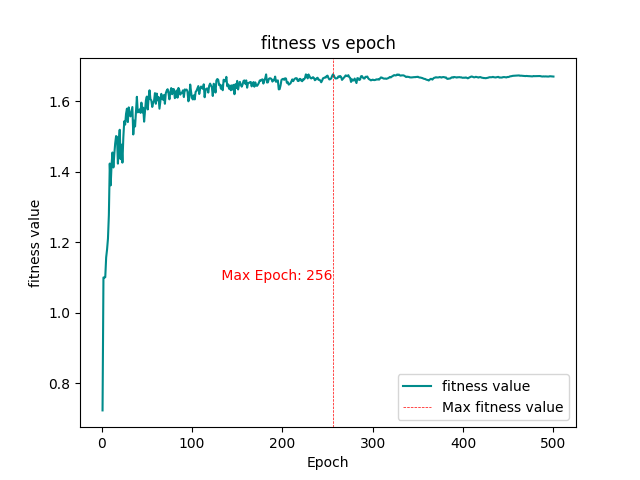 fitness vs epoch
fitness value
1.6
1.4
1.2
1.0
0.8
Max Epoch: 256
fitness value
Max fitness value
0
100
200
300
400
500
Epoch